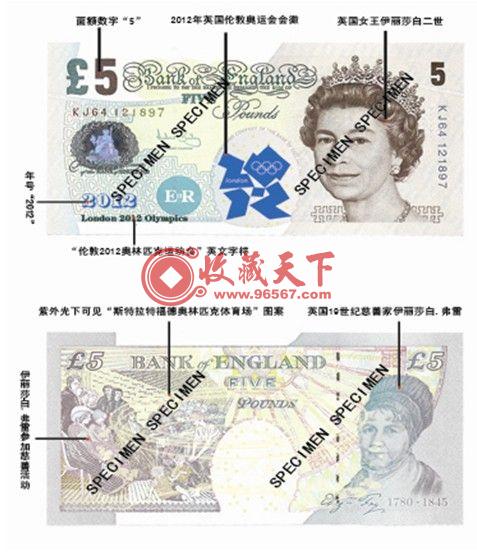 面额数字“5”
2012年英国伦敦奥运会会徽
英国女王伊丽莎白二世
£5
Bank of England
5
FIVE
Pounds
KJ64 121897
KJ64 121897
SPECIMEN SPECIMEN
SPECIMEN
london
2012
E II R
London 2012 Olympics
年号“2012”
“伦敦2012奥林匹克运动会”英文字样
收藏天下
www.96567.com
紫外光下可见“斯特拉特福德奥林匹克体育场”图案
英国19世纪慈善家伊丽莎白.弗雷
£5
BANK of ENGLAND
£5
FIVE
POUNDS
SPECIMEN SPECIMEN
SPECIMEN SPECIMEN
伊丽莎白.弗雷参加慈善活动
1780-1845